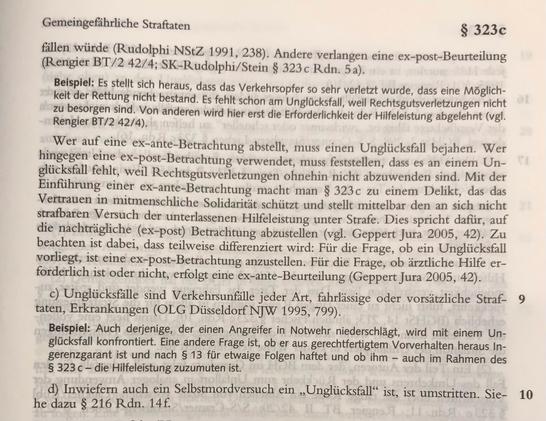 Gemeingefährliche Straftaten
§ 323c
fällen würde (Rudolphi NStZ 1991, 238). Andere verlangen eine ex-post-Beurteilung
(Rengier BT/2 42/4; SK-Rudolphi/Stein § 323 c Rdn. 5 a).
Beispiel: Es stellt sich heraus, dass das Verkehrsopfer so sehr verletzt wurde, dass eine Möglich-
keit der Rettung nicht bestand. Es fehlt schon am Unglücksfall, weil Rechtsgutsverletzungen nicht
zu besorgen sind. Von anderen wird hier erst die Erforderlichkeit der Hilfeleistung abgelehnt (vgl.
Rengier BT/2 42/4).
Wer auf eine ex-ante-Betrachtung abstellt, muss einen Unglücksfall bejahen. Wer
hingegen eine ex-post-Betrachtung verwendet, muss feststellen, dass es an einem Un-
glücksfall fehlt, weil Rechtsgutsverletzungen ohnehin nicht abzuwenden sind. Mit der
Einführung einer ex-ante-Betrachtung macht man § 323 c zu einem Delikt, das das
Vertrauen in mitmenschliche Solidarität schützt und stellt mittelbar den an sich nicht
strafbaren Versuch der unterlassenen Hilfeleistung unter Strafe. Dies spricht dafür, auf
die nachträgliche (ex-post) Betrachtung abzustellen (vgl. Geppert Jura 2005, 42). Zu
beachten ist dabei, dass teilweise differenziert wird: Für die Frage, ob ein Unglücksfall
vorliegt, ist eine ex-post-Betrachtung anzustellen. Für die Frage, ob ärztliche Hilfe er-
forderlich ist oder nicht, erfolgt eine ex-ante-Beurteilung (Geppert Jura 2005, 42).
c) Unglücksfälle sind Verkehrsunfälle jeder Art, fahrlässige oder vorsätzliche Straf- 9
taten, Erkrankungen (OLG Düsseldorf NJW 1995, 799).
Beispiel: Auch derjenige, der einen Angreifer in Notwehr niederschlägt, wird mit einem Un-
glücksfall konfrontiert. Eine andere Frage ist, ob er aus gerechtfertigtem Vorverhalten heraus In-
gerenzgarant ist und nach § 13 für etwaige Folgen haftet und ob ihm – auch im Rahmen des
§ 323 c – die Hilfeleistung zuzumuten ist.
d) Inwiefern auch ein Selbstmordversuch ein „Unglücksfall" ist, ist umstritten. Sie- 10
he dazu § 216 Rdn. 14 f.